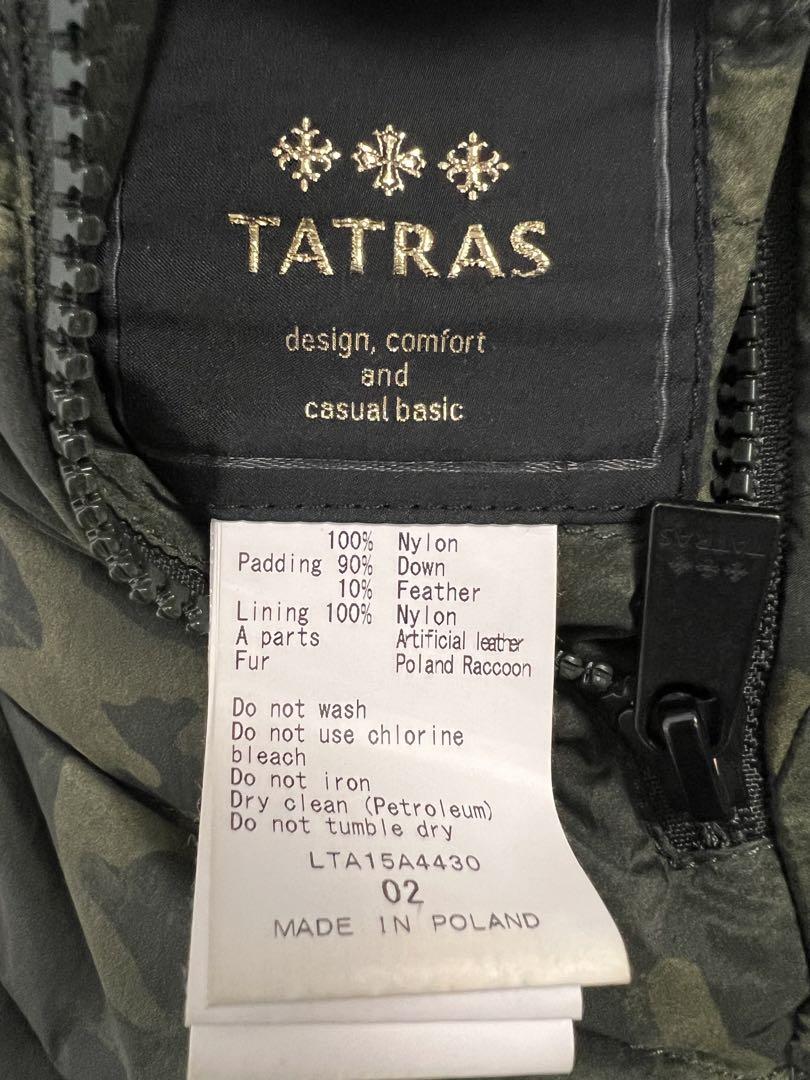 TATRAS
design, comfort
and
casual basic
100% Nylon
Padding 90% Down
10% Feather
Lining 100% Nylon
A parts Artificial leather
Fur Poland Raccoon
Do not wash
Do not use chlorine
bleach
Do not iron
Dry clean (Petroleum)
Do not tumble dry
LTA15A4430
02
MADE IN POLAND
TATRAS